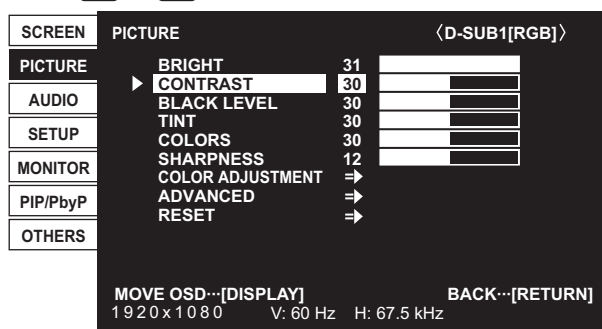 SCREEN
PICTURE
AUDIO
SETUP
MONITOR
PIP/PbyP
OTHERS
PICTURE 〈D-SUB1[RGB]〉
BRIGHT 31
CONTRAST 30
BLACK LEVEL 30
TINT 30
COLORS 30
SHARPNESS 12
COLOR ADJUSTMENT
ADVANCED
RESET
MOVE OSD···[DISPLAY] BACK···[RETURN]
1920x1080 V: 60 Hz H: 67.5 kHz